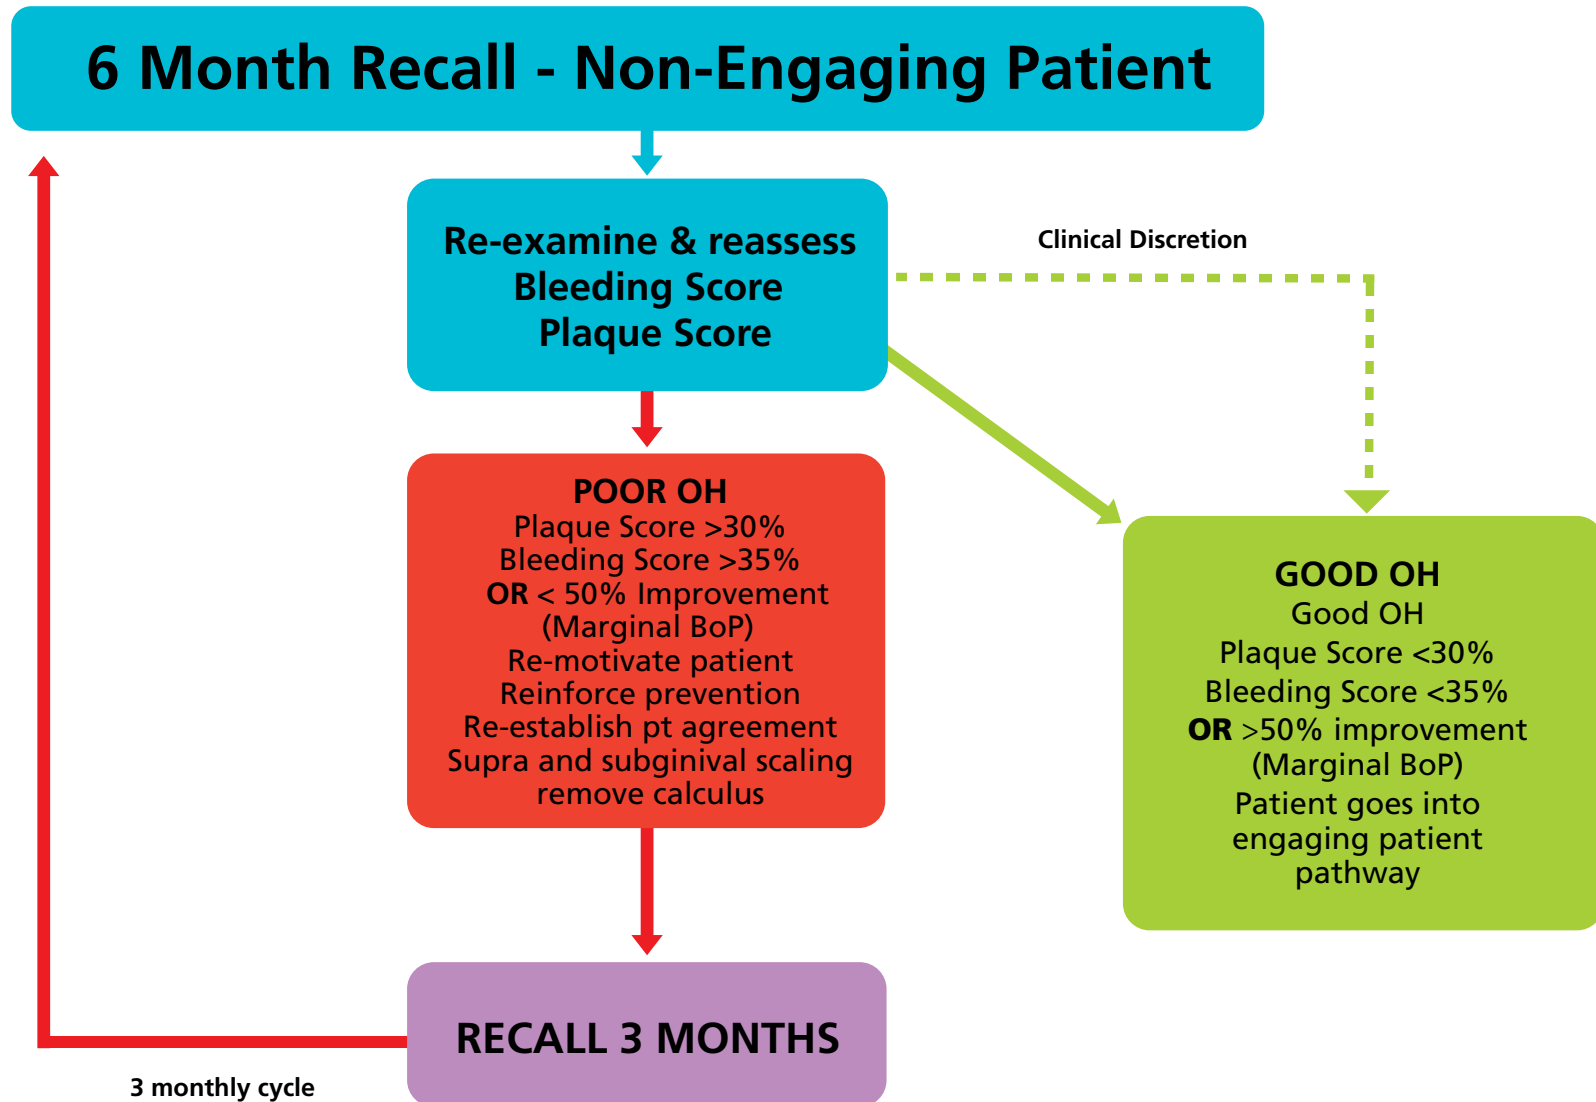 6 Month Recall - Non-Engaging Patient
Re-examine & reassess
Bleeding Score
Plaque Score
Clinical Discretion
POOR OH
Plaque Score >30%
Bleeding Score >35%
OR < 50% Improvement
(Marginal BoP)
Re-motivate patient
Reinforce prevention
Re-establish pt agreement
Supra and subginival scaling
remove calculus
GOOD OH
Good OH
Plaque Score <30%
Bleeding Score <35%
OR >50% improvement
(Marginal BoP)
Patient goes into
engaging patient
pathway
RECALL 3 MONTHS
3 monthly cycle